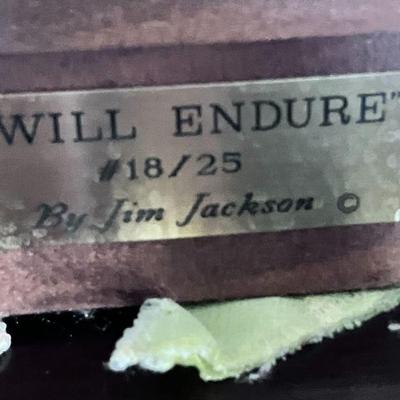 WILL ENDURE"
#18/25
By Jim Jackson ©